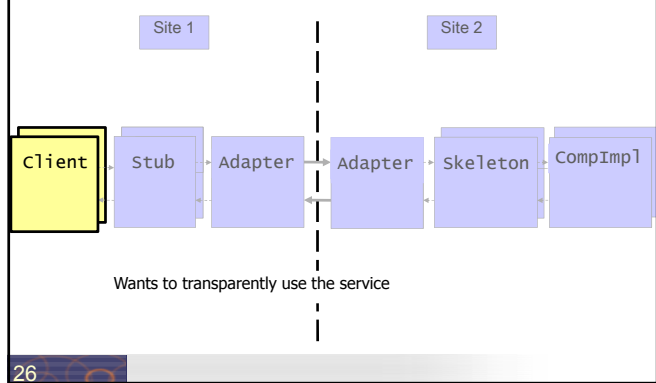 Site 1 Site 2
Client Stub Adapter Adapter Skeleton CompImpl
Wants to transparently use the service
26